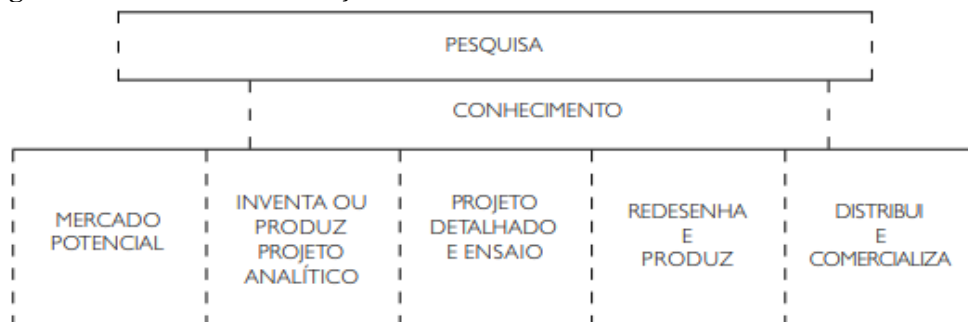 PESQUISA
CONHECIMENTO
MERCADO
POTENCIAL
INVENTA OU
PRODUZ
PROJETO
ANALÍTICO
PROJETO
DETALHADO
E ENSAIO
REDESENHA
E
PRODUZ
DISTRIBUI
E
COMERCIALIZA